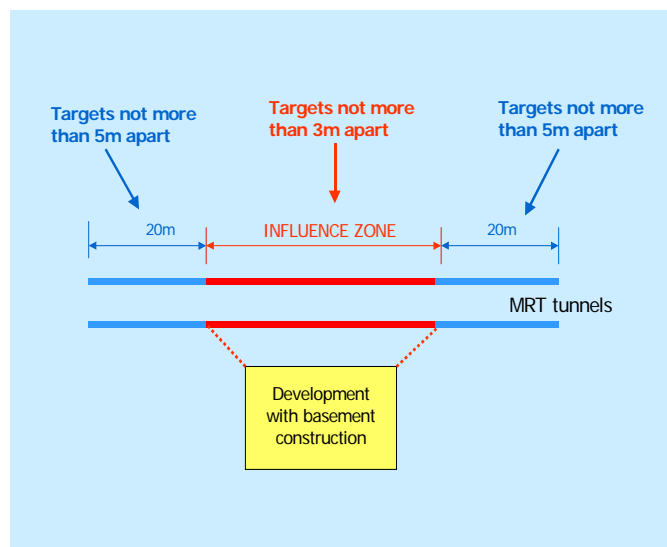 Targets not more
than 5m apart
Targets not more
than 3m apart
Targets not more
than 5m apart
20m
INFLUENCE ZONE
20m
MRT tunnels
Development
with basement
construction